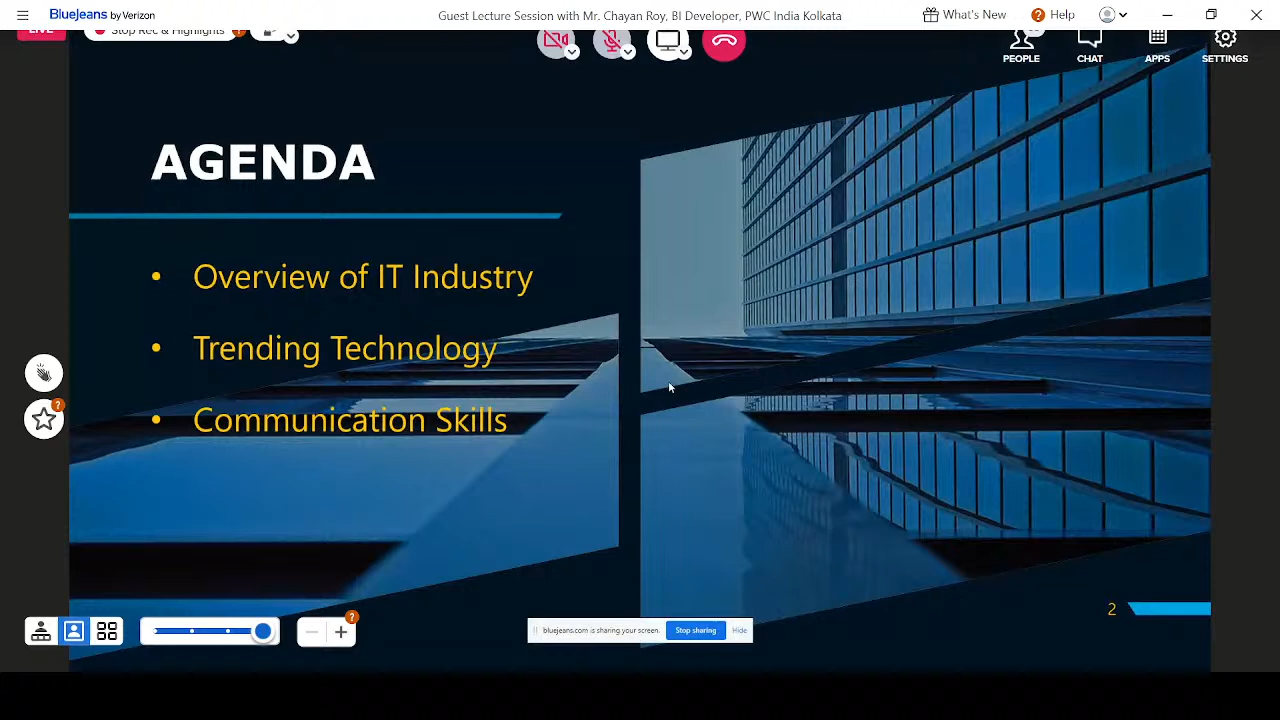 BlueJeans by Verizon
Guest Lecture Session with Mr. Chayan Roy, BI Developer, PWC India Kolkata
What's New
? Help
LIVE
Stop Rec & Highlights
PEOPLE
CHAT
APPS
SETTINGS
AGENDA
• Overview of IT Industry
• Trending Technology
• Communication Skills
?
2
?
bluejeans.com is sharing your screen.
Stop sharing
Hide